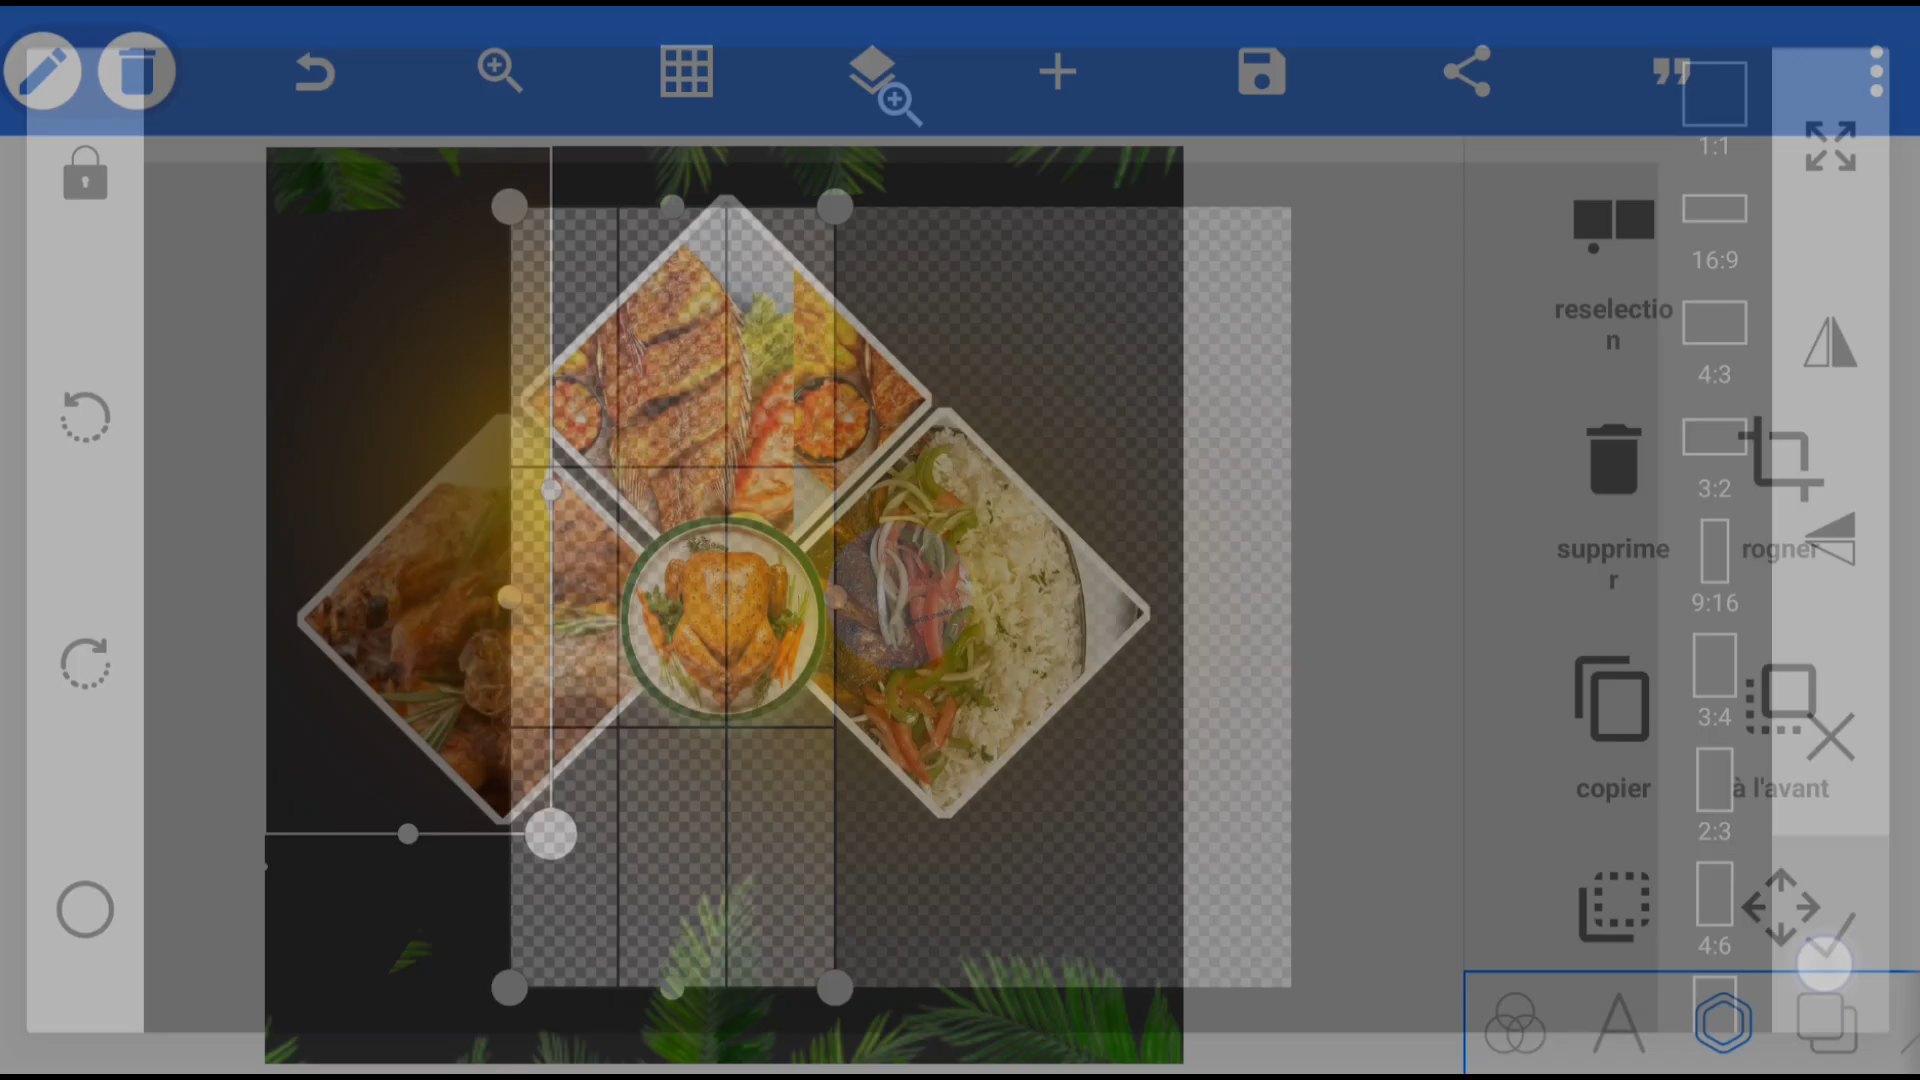 1:1
16:9
reselectio
n
4:3
3:2
supprime
r
rogner
9:16
3:4
copier
à l'avant
2:3
4:6